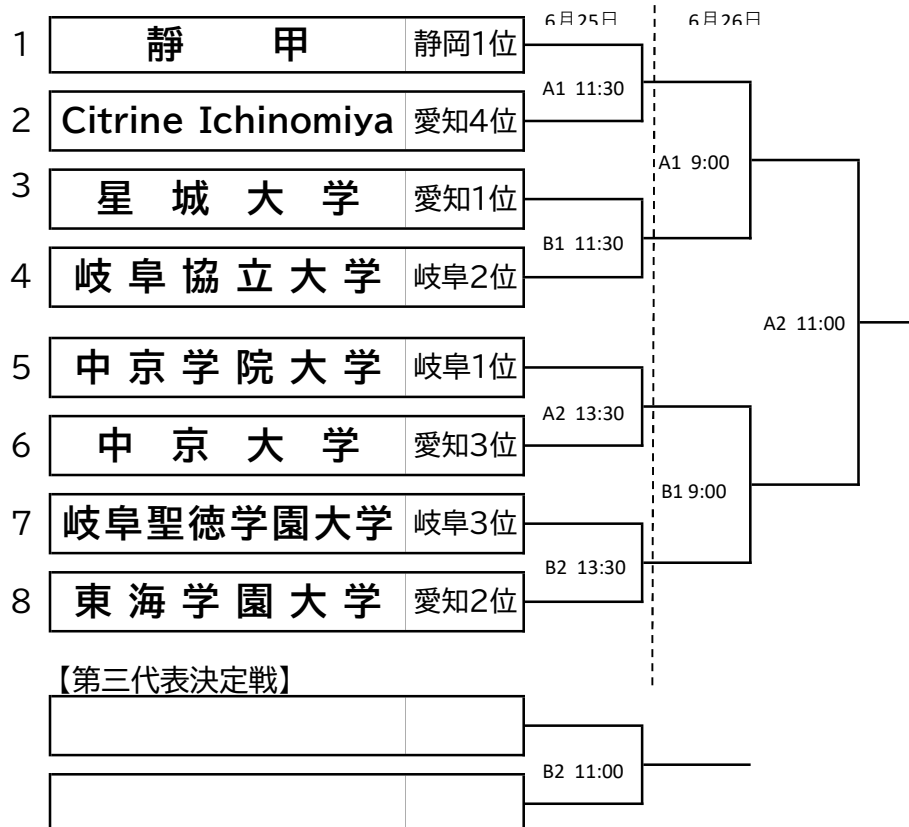 6月25日 6月26日
1 靜 甲 静岡1位
A1 11:30
2 Citrine Ichinomiya 愛知4位
A1 9:00
3 星 城 大 学 愛知1位
B1 11:30
4 岐 阜 協 立 大 学 岐阜2位
A2 11:00
5 中 京 学 院 大 学 岐阜1位
A2 13:30
6 中 京 大 学 愛知3位
B1 9:00
7 岐阜聖徳学園大学 岐阜3位
B2 13:30
8 東 海 学 園 大 学 愛知2位
【第三代表決定戦】
B2 11:00